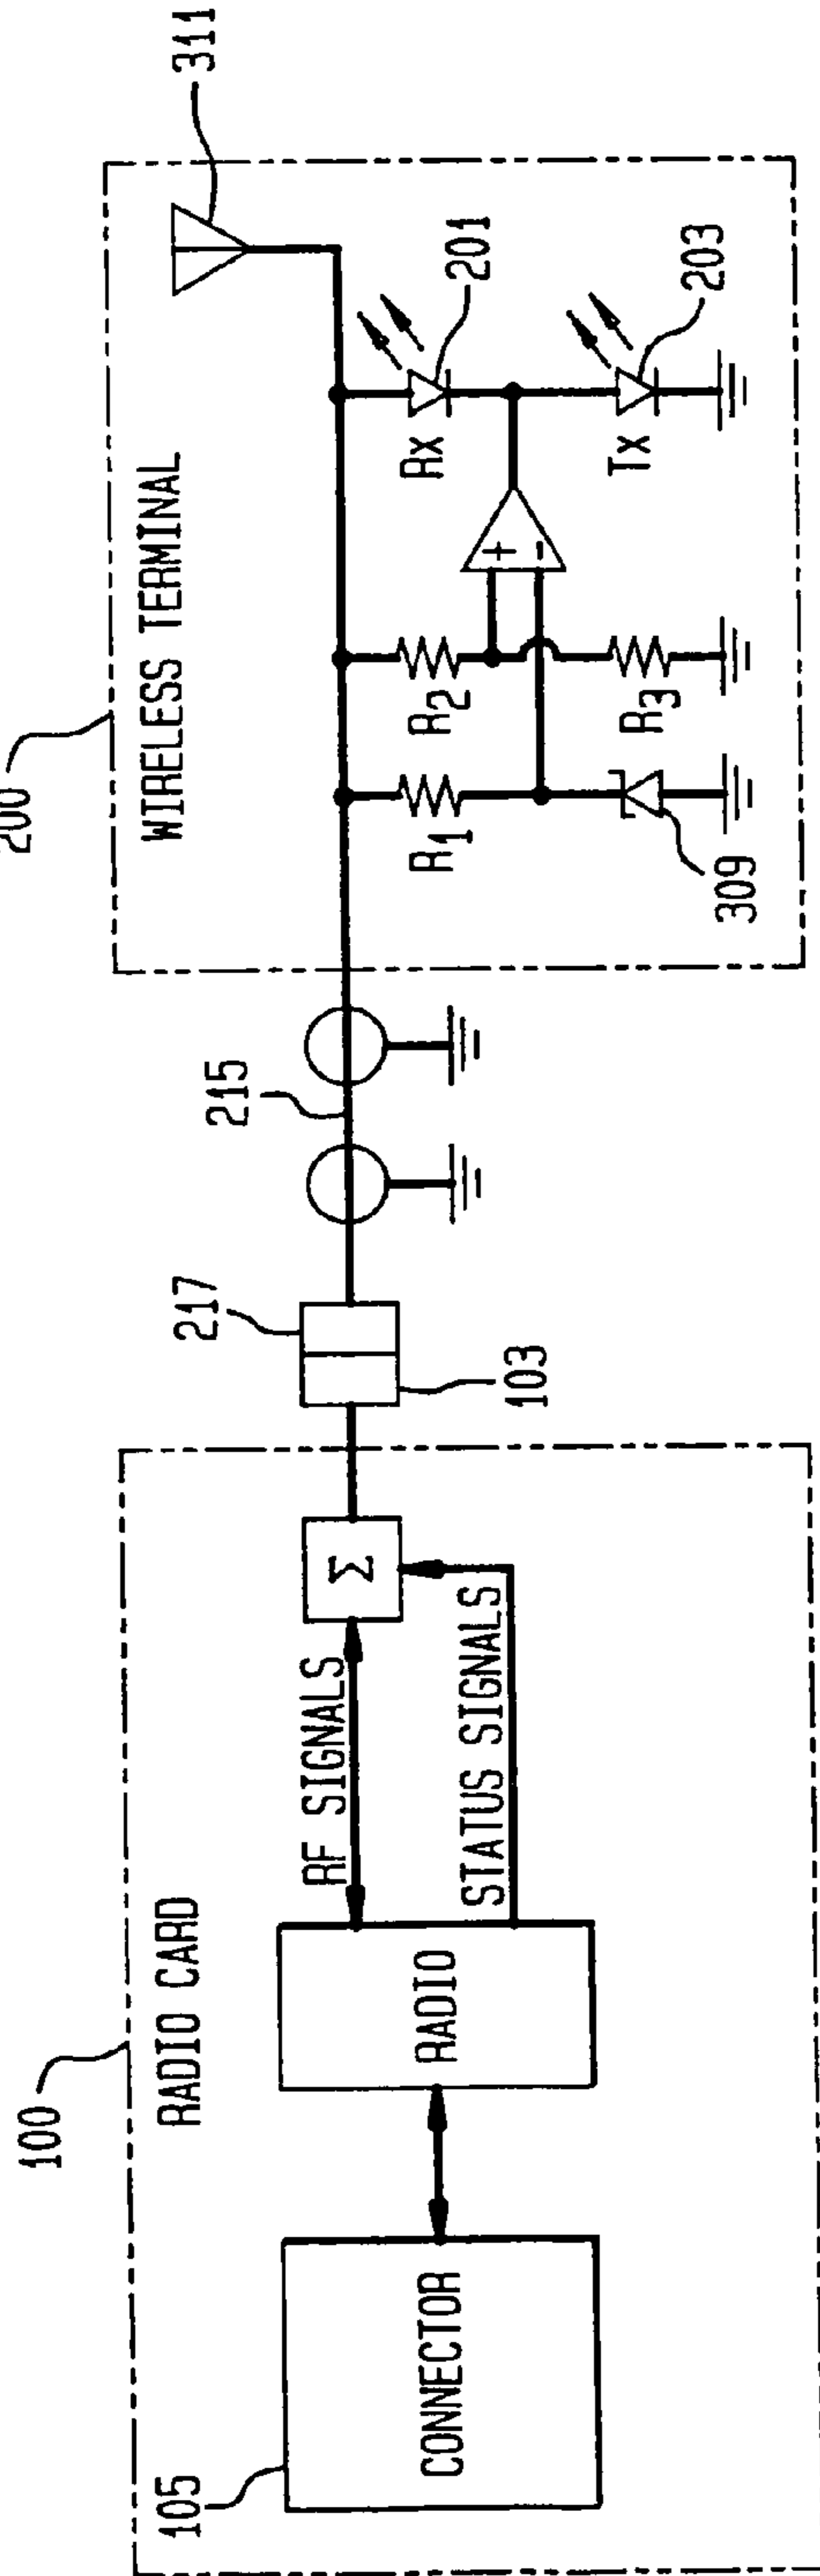 100
RADIO CARD
105
CONNECTOR
RADIO
RF SIGNALS
STATUS SIGNALS
Σ
217
103
215
200
WIRELESS TERMINAL
R1
R2
R3
309
+
-
Rx
Tx
201
203
311